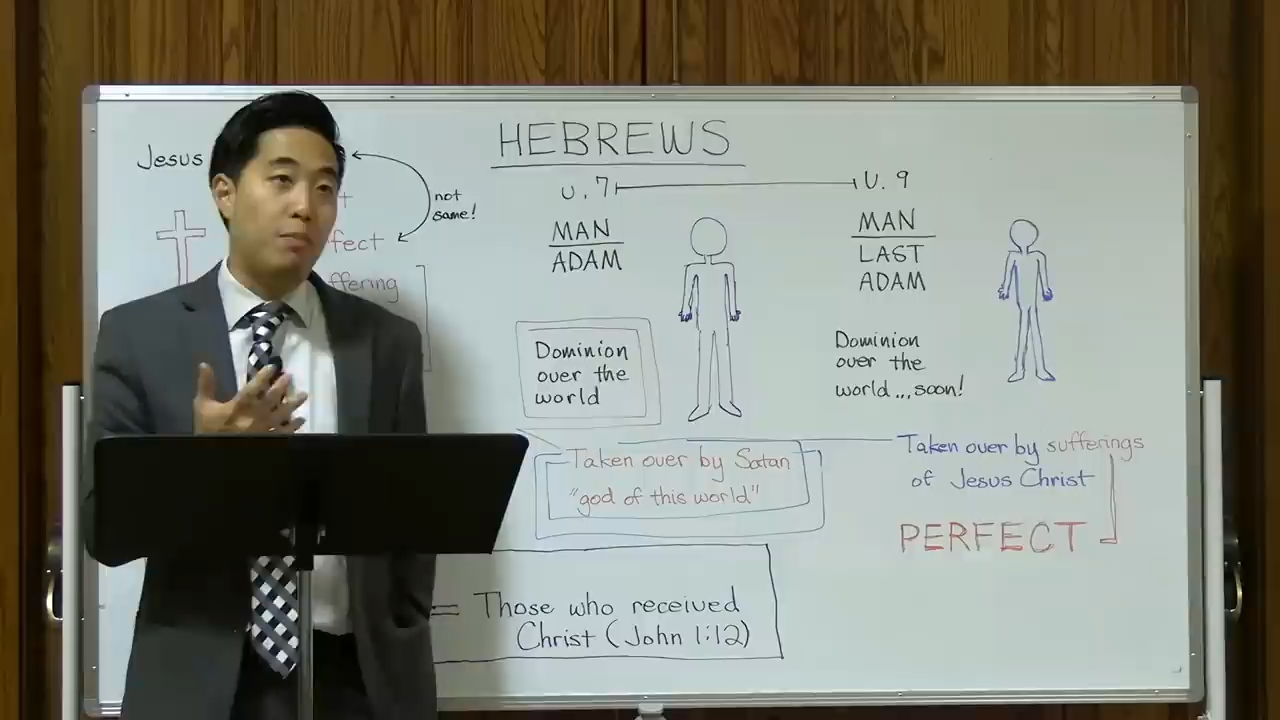 HEBREWS
Jesus
not
same!
v. 7
v. 9
MAN
ADAM
MAN
LAST
ADAM
Dominion
over the
world
Dominion
over the
world...soon!
Taken over by Satan
"god of this world"
Taken over by sufferings
of Jesus Christ
PERFECT
= Those who received
Christ (John 1:12)